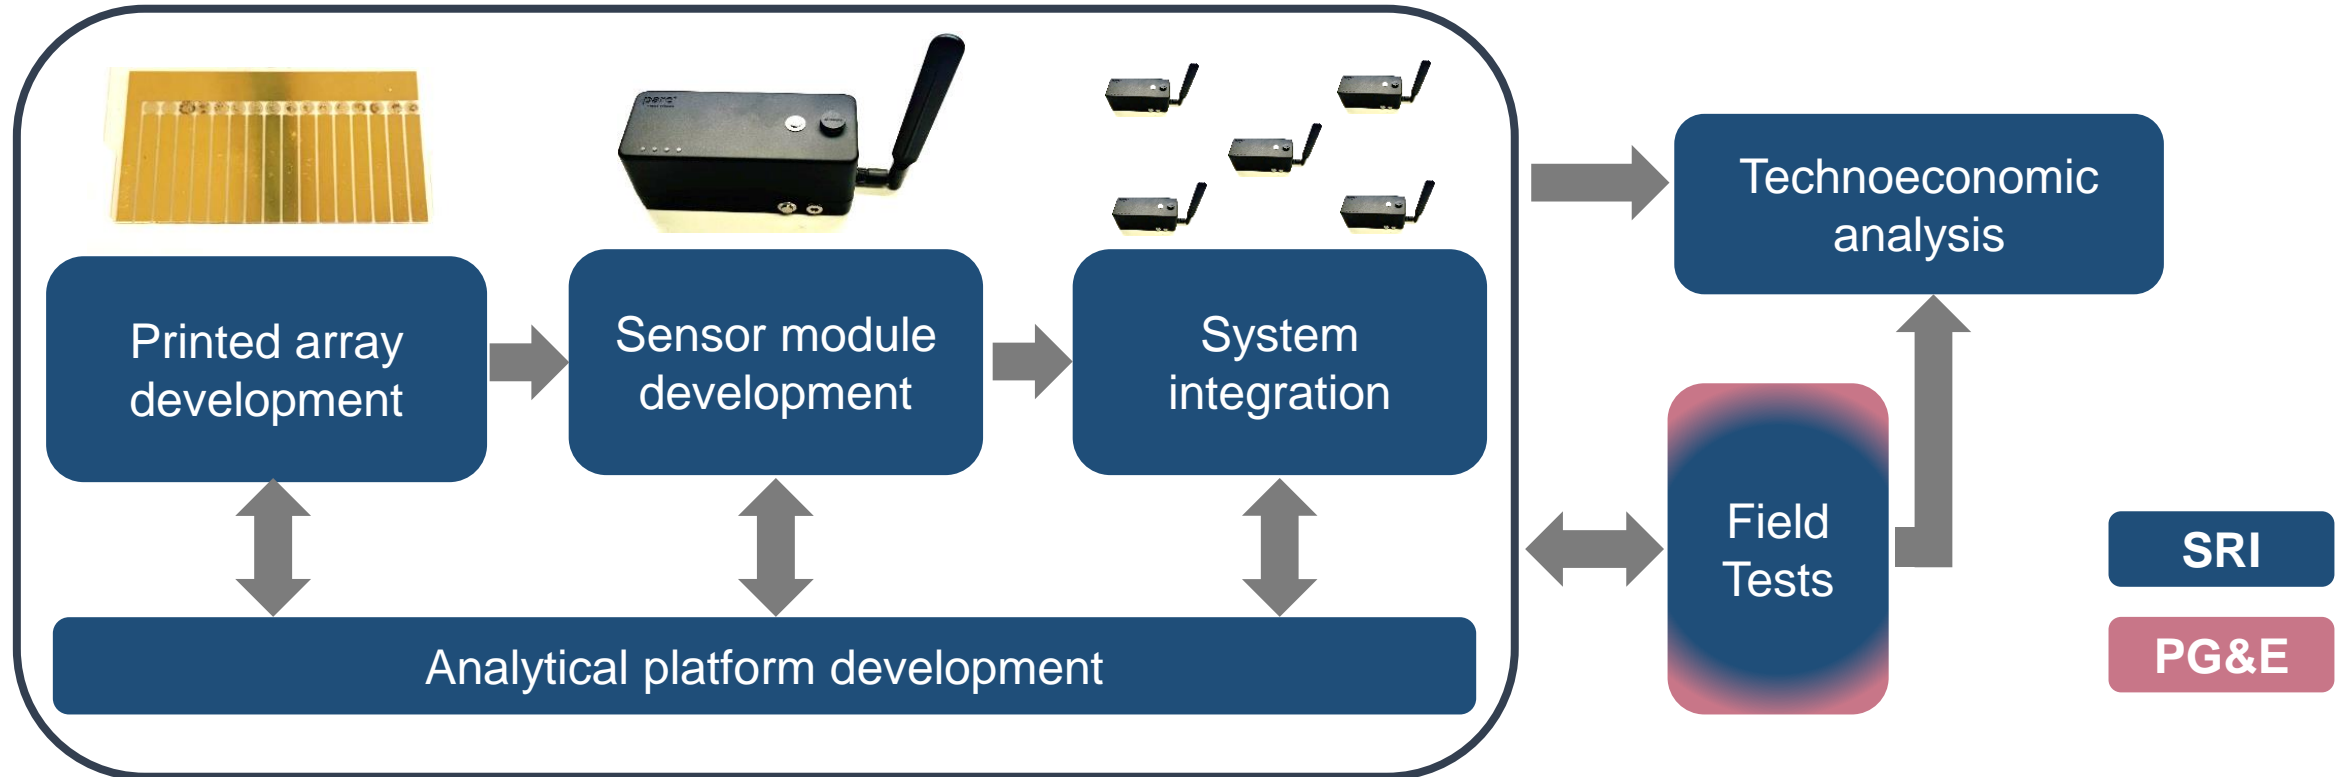 Printed array
development
Sensor module
development
System
integration
Analytical platform development
Technoeconomic
analysis
Field
Tests
SRI
PG&E